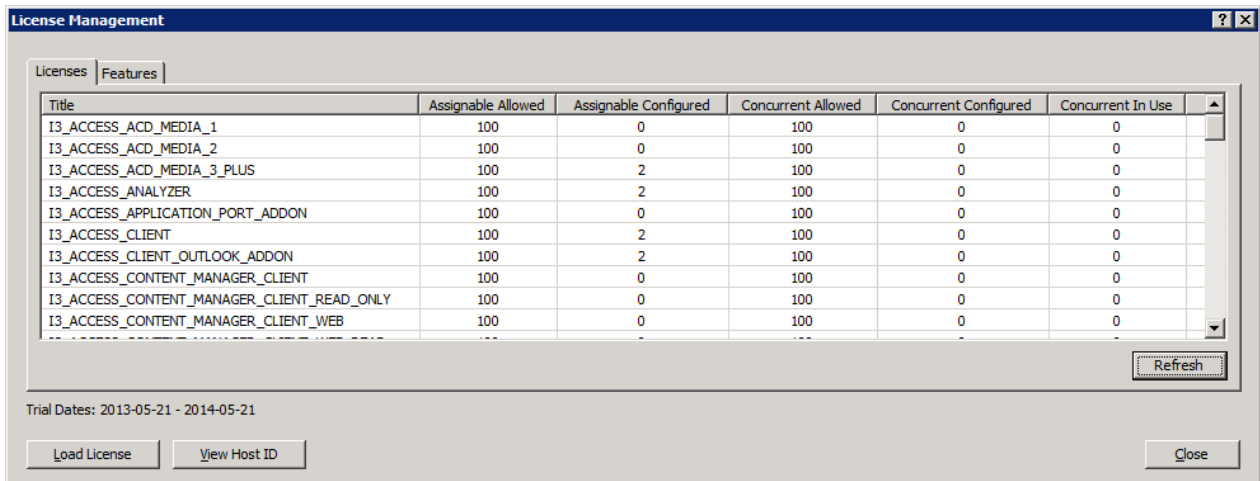 License Management
Licenses Features
Title Assignable Allowed Assignable Configured Concurrent Allowed Concurrent Configured Concurrent In Use
I3_ACCESS_ACD_MEDIA_1 100 0 100 0 0
I3_ACCESS_ACD_MEDIA_2 100 0 100 0 0
I3_ACCESS_ACD_MEDIA_3_PLUS 100 2 100 0 0
I3_ACCESS_ANALYZER 100 2 100 0 0
I3_ACCESS_APPLICATION_PORT_ADDON 100 0 100 0 0
I3_ACCESS_CLIENT 100 2 100 0 0
I3_ACCESS_CLIENT_OUTLOOK_ADDON 100 2 100 0 0
I3_ACCESS_CONTENT_MANAGER_CLIENT 100 0 100 0 0
I3_ACCESS_CONTENT_MANAGER_CLIENT_READ_ONLY 100 0 100 0 0
I3_ACCESS_CONTENT_MANAGER_CLIENT_WEB 100 0 100 0 0
Refresh
Trial Dates: 2013-05-21 - 2014-05-21
Load License View Host ID Close